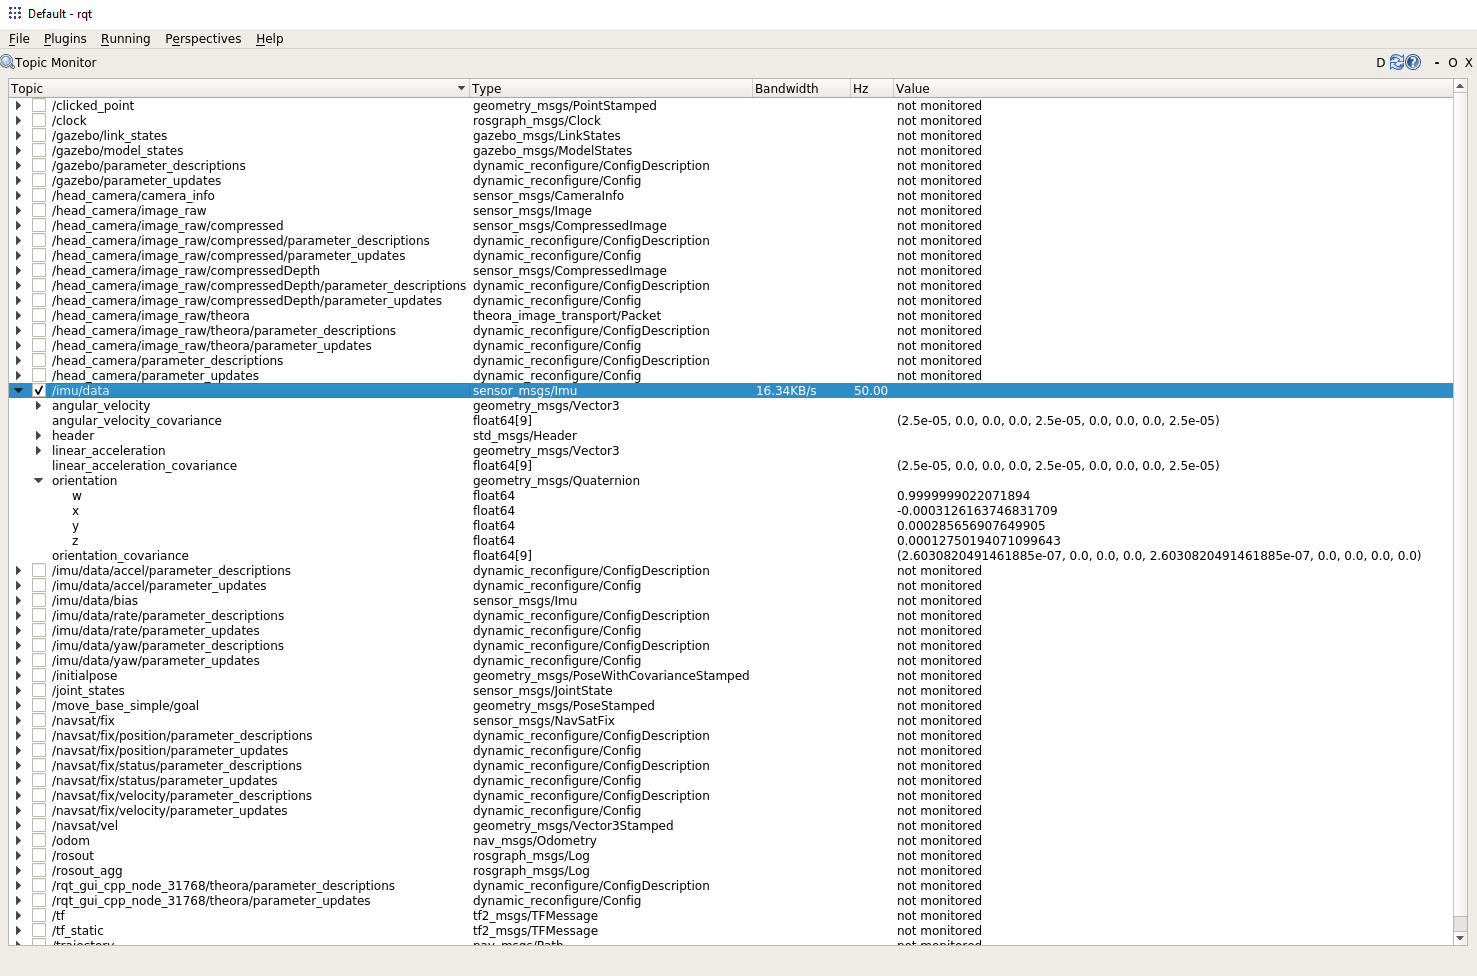 Default - rqt
File Plugins Running Perspectives Help
Topic Monitor D - O X
Topic Type Bandwidth Hz Value
/clicked_point geometry_msgs/PointStamped not monitored
/clock rosgraph_msgs/Clock not monitored
/gazebo/link_states gazebo_msgs/LinkStates not monitored
/gazebo/model_states gazebo_msgs/ModelStates not monitored
/gazebo/parameter_descriptions dynamic_reconfigure/ConfigDescription not monitored
/gazebo/parameter_updates dynamic_reconfigure/Config not monitored
/head_camera/camera_info sensor_msgs/CameraInfo not monitored
/head_camera/image_raw sensor_msgs/Image not monitored
/head_camera/image_raw/compressed sensor_msgs/CompressedImage not monitored
/head_camera/image_raw/compressed/parameter_descriptions dynamic_reconfigure/ConfigDescription not monitored
/head_camera/image_raw/compressed/parameter_updates dynamic_reconfigure/Config not monitored
/head_camera/image_raw/compressedDepth sensor_msgs/CompressedImage not monitored
/head_camera/image_raw/compressedDepth/parameter_descriptions dynamic_reconfigure/ConfigDescription not monitored
/head_camera/image_raw/compressedDepth/parameter_updates dynamic_reconfigure/Config not monitored
/head_camera/image_raw/theora theora_image_transport/Packet not monitored
/head_camera/image_raw/theora/parameter_descriptions dynamic_reconfigure/ConfigDescription not monitored
/head_camera/image_raw/theora/parameter_updates dynamic_reconfigure/Config not monitored
/head_camera/parameter_descriptions dynamic_reconfigure/ConfigDescription not monitored
/head_camera/parameter_updates dynamic_reconfigure/Config not monitored
/imu/data sensor_msgs/Imu 16.34KB/s 50.00
angular_velocity geometry_msgs/Vector3
angular_velocity_covariance float64[9] (2.5e-05, 0.0, 0.0, 0.0, 2.5e-05, 0.0, 0.0, 0.0, 2.5e-05)
header std_msgs/Header
linear_acceleration geometry_msgs/Vector3
linear_acceleration_covariance float64[9] (2.5e-05, 0.0, 0.0, 0.0, 2.5e-05, 0.0, 0.0, 0.0, 2.5e-05)
orientation geometry_msgs/Quaternion
w float64 0.9999999022071894
x float64 -0.0003126163746831709
y float64 0.000285656907649905
z float64 0.00012750194071099643
orientation_covariance float64[9] (2.6030820491461885e-07, 0.0, 0.0, 0.0, 2.6030820491461885e-07, 0.0, 0.0, 0.0, 0.0)
/imu/data/accel/parameter_descriptions dynamic_reconfigure/ConfigDescription not monitored
/imu/data/accel/parameter_updates dynamic_reconfigure/Config not monitored
/imu/data/bias sensor_msgs/Imu not monitored
/imu/data/rate/parameter_descriptions dynamic_reconfigure/ConfigDescription not monitored
/imu/data/rate/parameter_updates dynamic_reconfigure/Config not monitored
/imu/data/yaw/parameter_descriptions dynamic_reconfigure/ConfigDescription not monitored
/imu/data/yaw/parameter_updates dynamic_reconfigure/Config not monitored
/initialpose geometry_msgs/PoseWithCovarianceStamped not monitored
/joint_states sensor_msgs/JointState not monitored
/move_base_simple/goal geometry_msgs/PoseStamped not monitored
/navsat/fix sensor_msgs/NavSatFix not monitored
/navsat/fix/position/parameter_descriptions dynamic_reconfigure/ConfigDescription not monitored
/navsat/fix/position/parameter_updates dynamic_reconfigure/Config not monitored
/navsat/fix/status/parameter_descriptions dynamic_reconfigure/ConfigDescription not monitored
/navsat/fix/status/parameter_updates dynamic_reconfigure/Config not monitored
/navsat/fix/velocity/parameter_descriptions dynamic_reconfigure/ConfigDescription not monitored
/navsat/fix/velocity/parameter_updates dynamic_reconfigure/Config not monitored
/navsat/vel geometry_msgs/Vector3Stamped not monitored
/odom nav_msgs/Odometry not monitored
/rosout rosgraph_msgs/Log not monitored
/rosout_agg rosgraph_msgs/Log not monitored
/rqt_gui_cpp_node_31768/theora/parameter_descriptions dynamic_reconfigure/ConfigDescription not monitored
/rqt_gui_cpp_node_31768/theora/parameter_updates dynamic_reconfigure/Config not monitored
/tf tf2_msgs/TFMessage not monitored
/tf_static tf2_msgs/TFMessage not monitored
/trajectory nav_msgs/Path not monitored